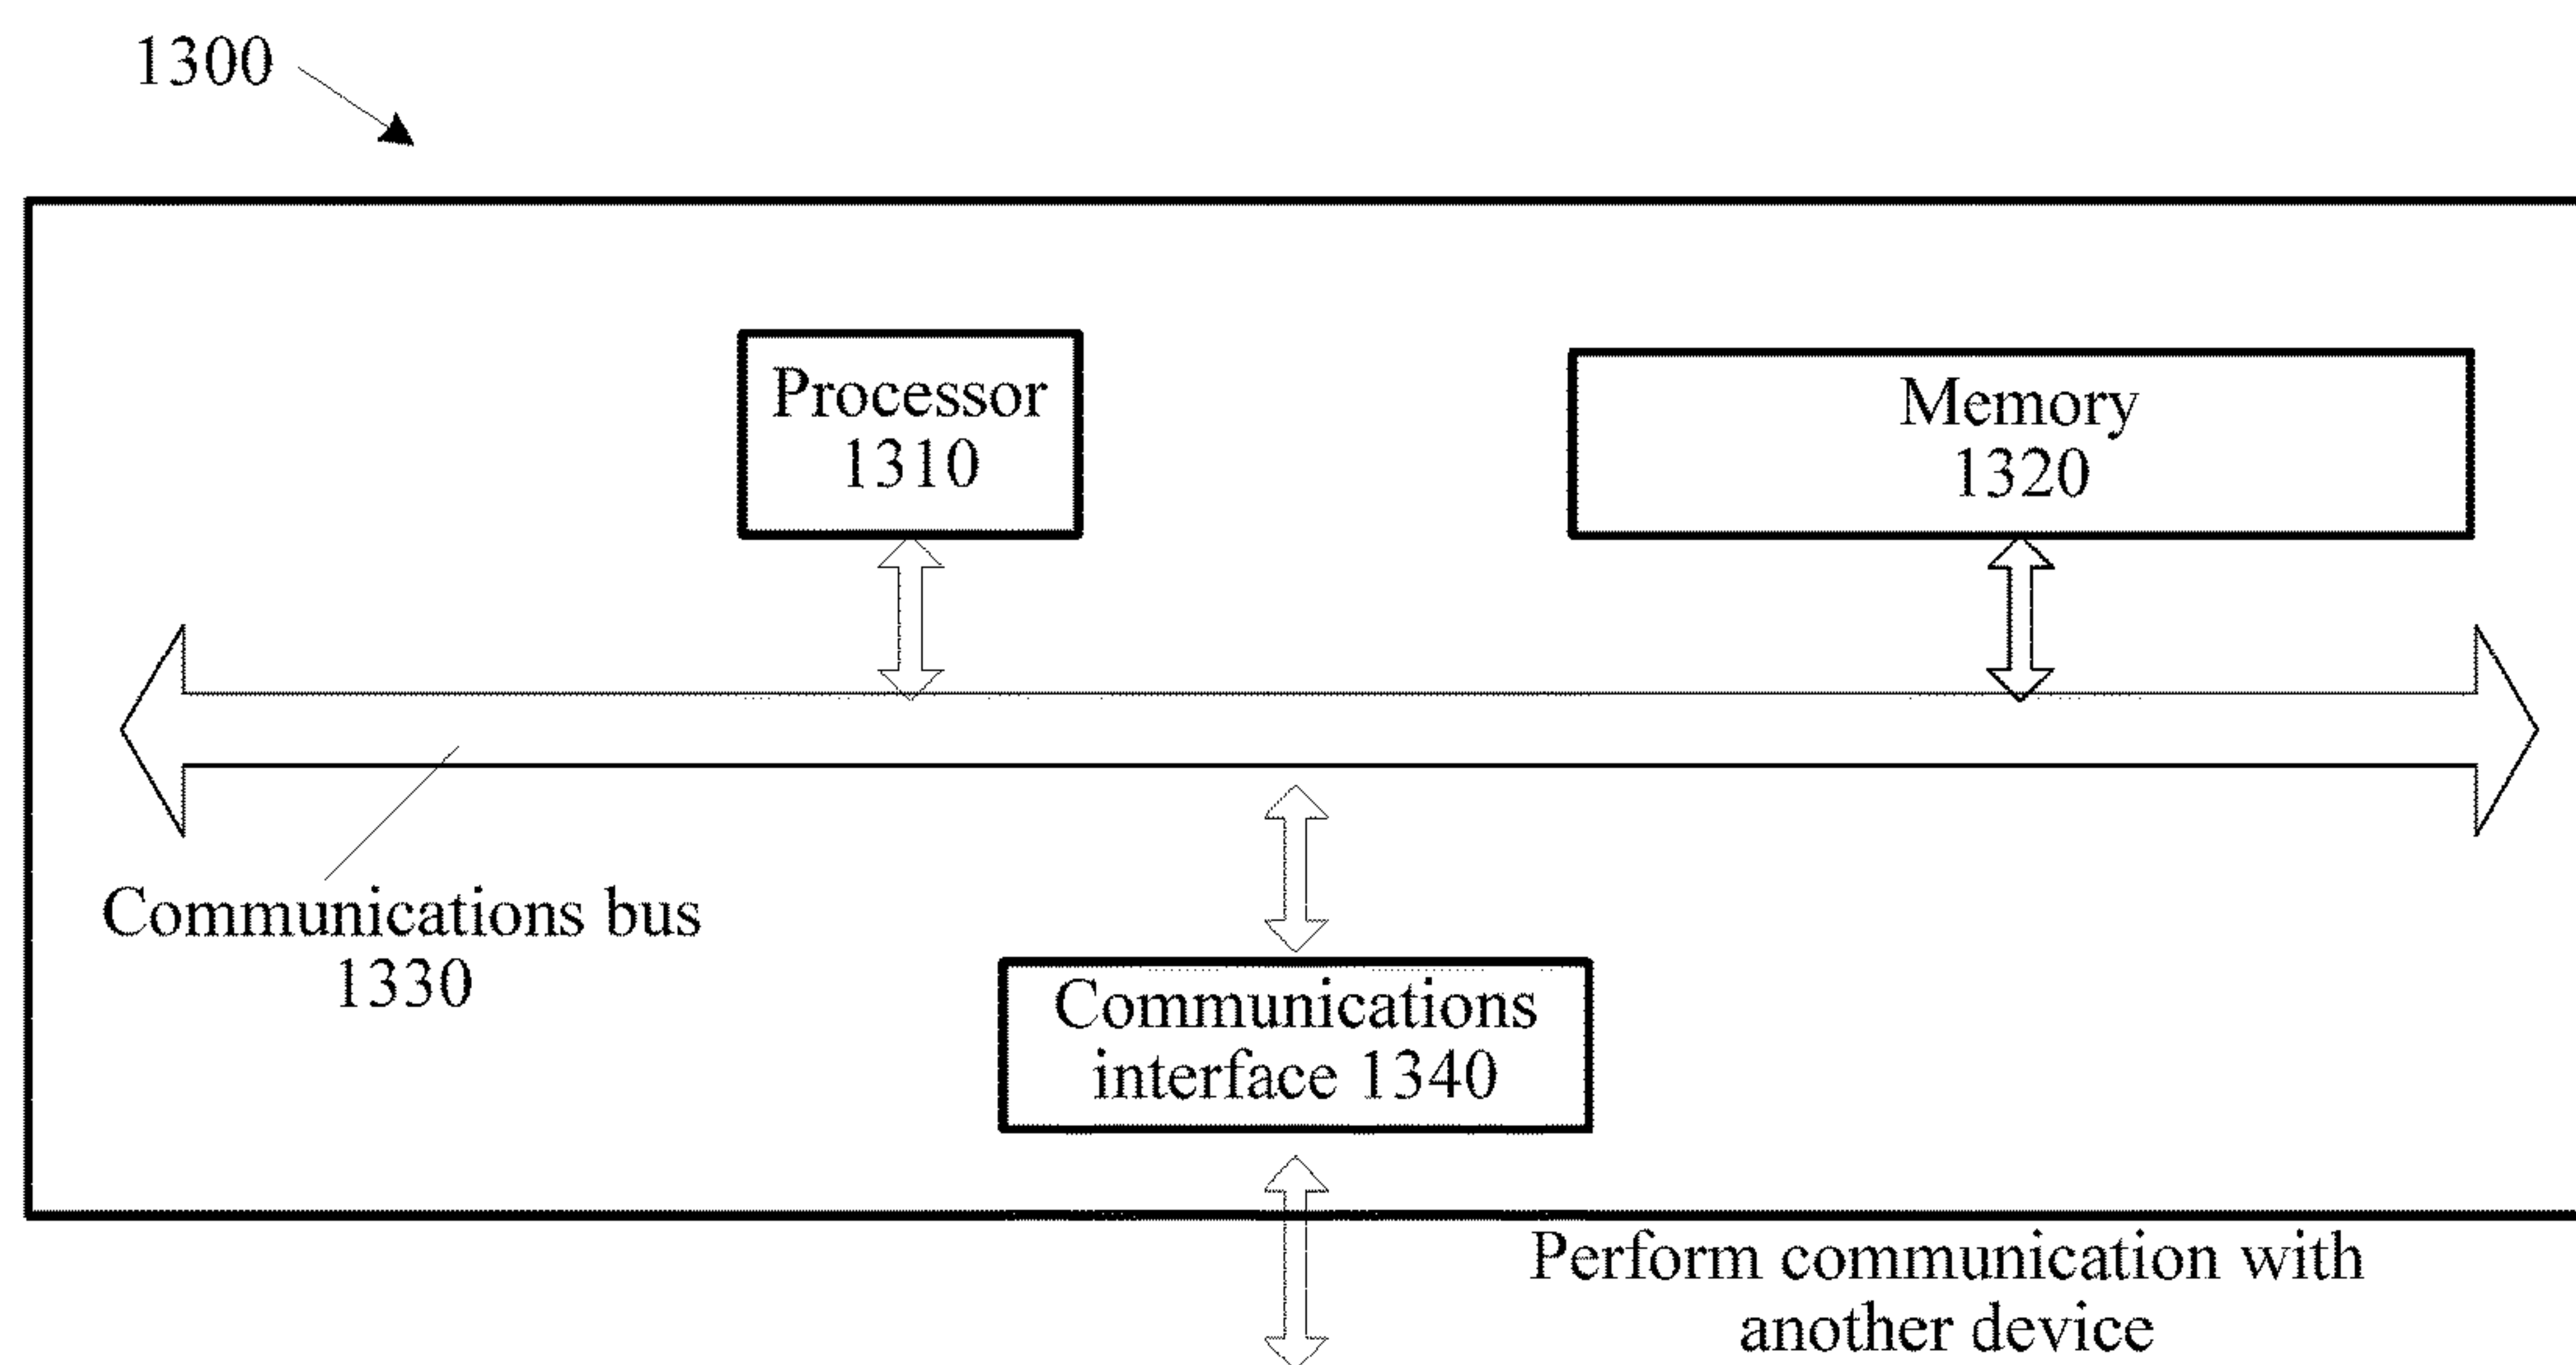 1300
Processor
1310
Memory
1320
Communications bus
1330
Communications
interface 1340
Perform communication with
another device